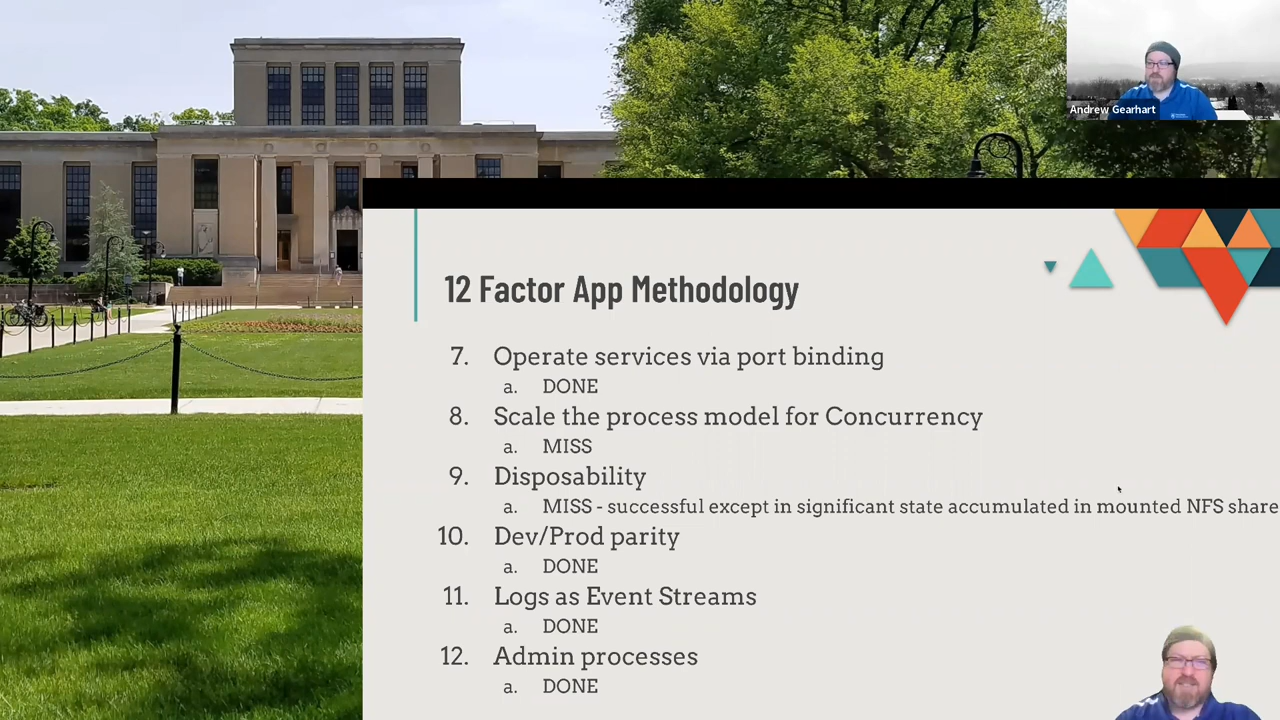 Andrew Gearhart
12 Factor App Methodology
7. Operate services via port binding
a. DONE
8. Scale the process model for Concurrency
a. MISS
9. Disposability
a. MISS - successful except in significant state accumulated in mounted NFS share
10. Dev/Prod parity
a. DONE
11. Logs as Event Streams
a. DONE
12. Admin processes
a. DONE